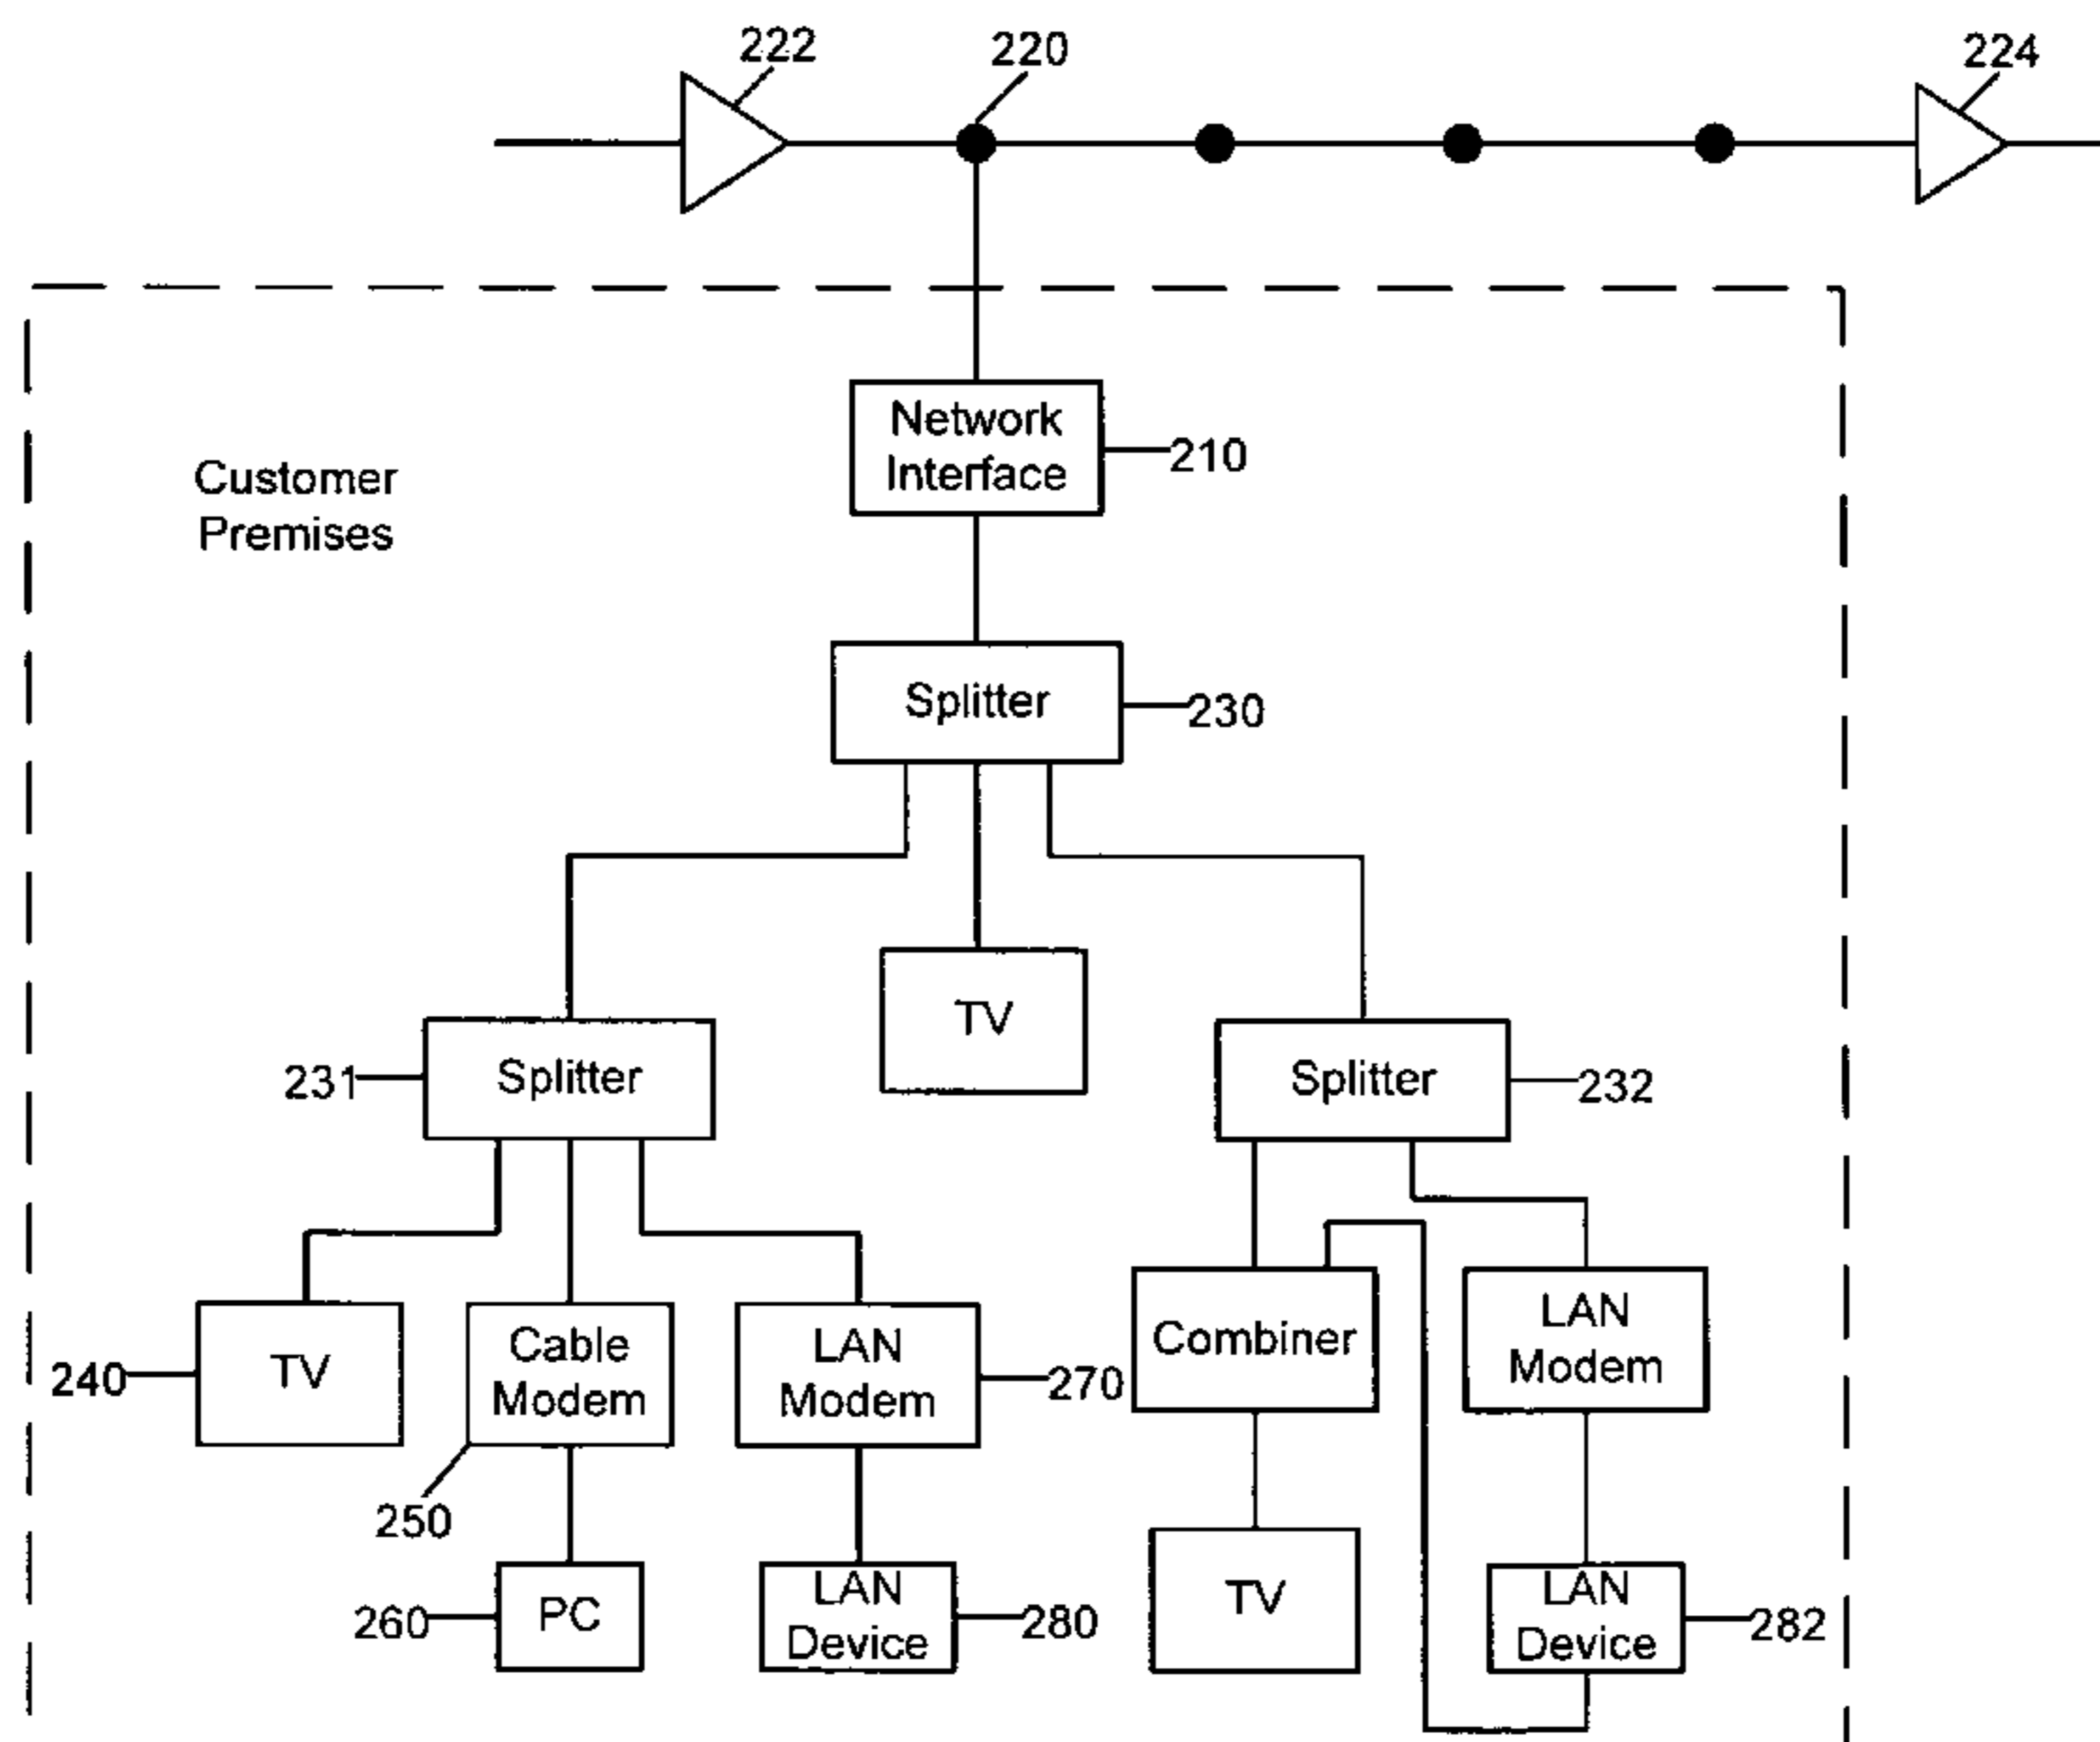 222
220
224
Network
Interface
210
Customer
Premises
Splitter
230
TV
231
Splitter
Splitter
232
240
TV
Cable
Modem
250
LAN
Modem
270
Combiner
LAN
Modem
260
PC
LAN
Device
280
TV
LAN
Device
282